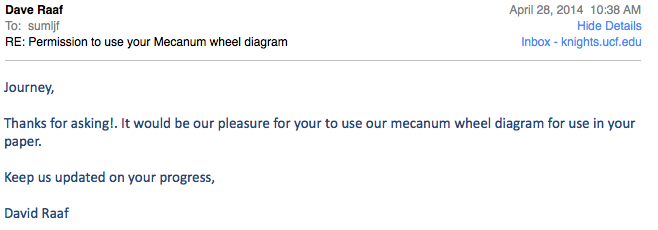 Dave Raaf
April 28, 2014 10:38 AM
To: sumljf
Hide Details
RE: Permission to use your Mecanum wheel diagram
Inbox - knights.ucf.edu
Journey,
Thanks for asking!. It would be our pleasure for your to use our mecanum wheel diagram for use in your
paper.
Keep us updated on your progress,
David Raaf